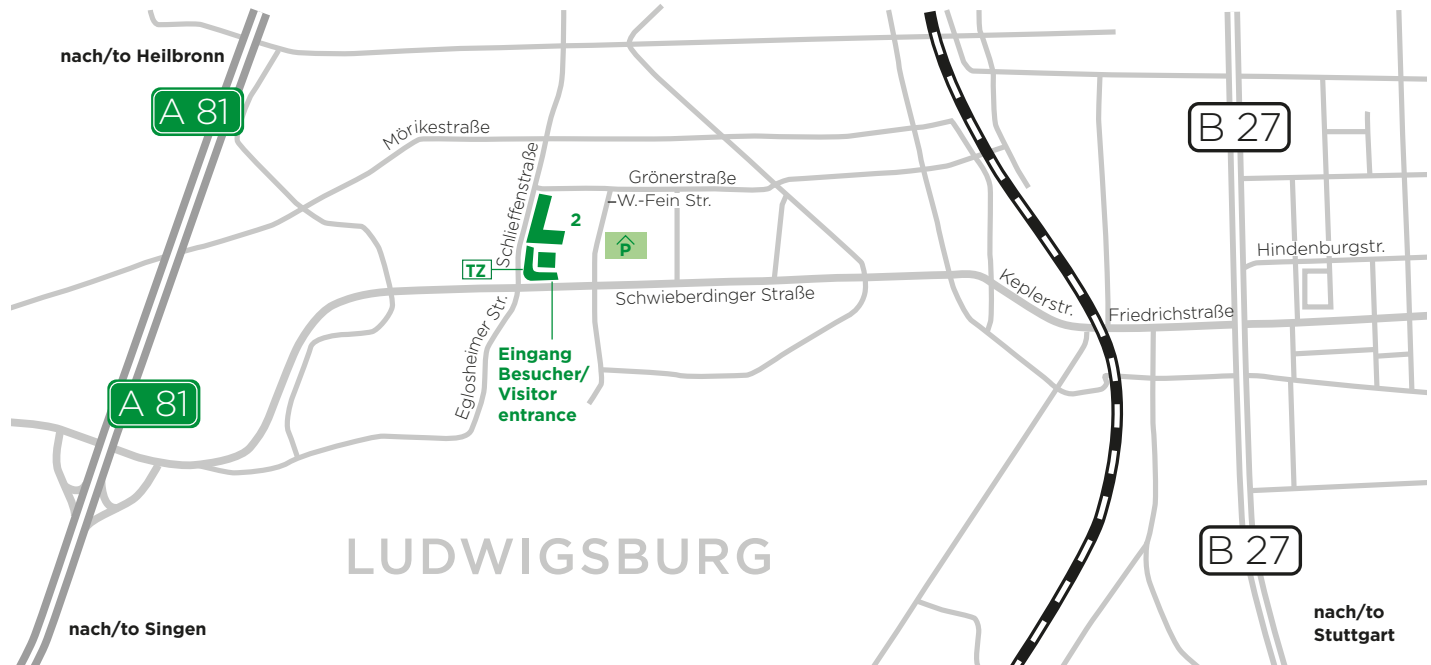 nach/to Heilbronn
A 81
B 27
Mörikestraße
Schlieffenstraße
Grönerstraße
W.-Fein Str.
2
P
TZ
Hindenburgstr.
Keplerstr.
Schwieberdinger Straße
Friedrichstraße
Eglosheimer Str.
Eingang
Besucher/
Visitor
entrance
A 81
LUDWIGSBURG
B 27
nach/to Singen
nach/to
Stuttgart